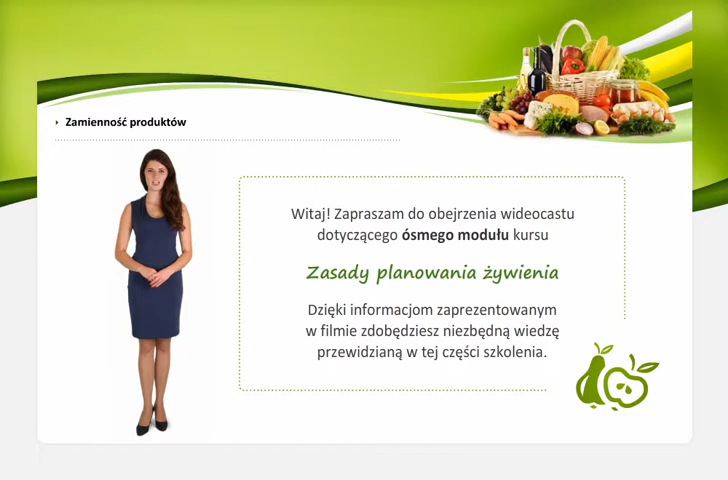 Zamienność produktów
Witaj! Zapraszam do obejrzenia wideocastu
dotyczącego ósmego modułu kursu
Zasady planowania żywienia
Dzięki informacjom zaprezentowanym
w filmie zdobędziesz niezbędną wiedzę
przewidzianą w tej części szkolenia.